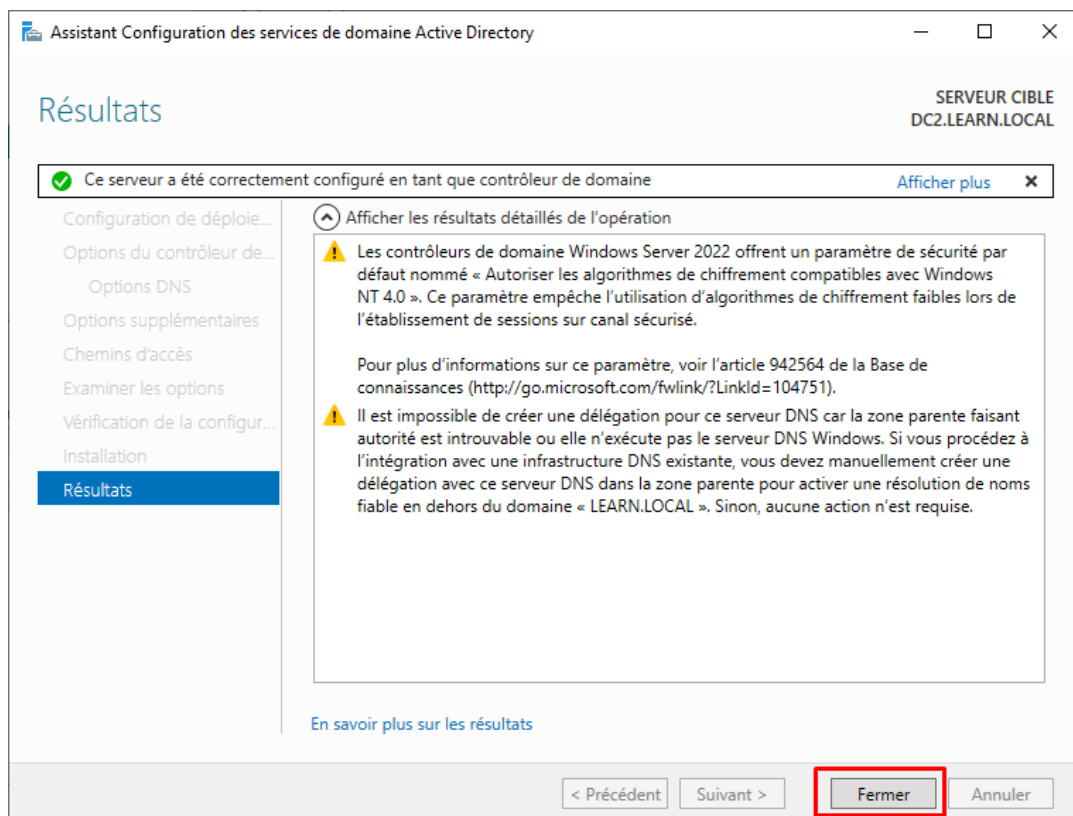 Assistant Configuration des services de domaine Active Directory
Résultats
SERVEUR CIBLE
DC2.LEARN.LOCAL
Ce serveur a été correctement configuré en tant que contrôleur de domaine
Afficher plus
Configuration de déploie...
Options du contrôleur de...
Options DNS
Options supplémentaires
Chemins d'accès
Examiner les options
Vérification de la configur...
Installation
Résultats
Afficher les résultats détaillés de l'opération
Les contrôleurs de domaine Windows Server 2022 offrent un paramètre de sécurité par
défaut nommé « Autoriser les algorithmes de chiffrement compatibles avec Windows
NT 4.0 ». Ce paramètre empêche l'utilisation d'algorithmes de chiffrement faibles lors de
l'établissement de sessions sur canal sécurisé.
Pour plus d'informations sur ce paramètre, voir l'article 942564 de la Base de
connaissances (http://go.microsoft.com/fwlink/?LinkId=104751).
Il est impossible de créer une délégation pour ce serveur DNS car la zone parente faisant
autorité est introuvable ou elle n'exécute pas le serveur DNS Windows. Si vous procédez à
l'intégration avec une infrastructure DNS existante, vous devez manuellement créer une
délégation avec ce serveur DNS dans la zone parente pour activer une résolution de noms
fiable en dehors du domaine « LEARN.LOCAL ». Sinon, aucune action n'est requise.
En savoir plus sur les résultats
< Précédent
Suivant >
Fermer
Annuler